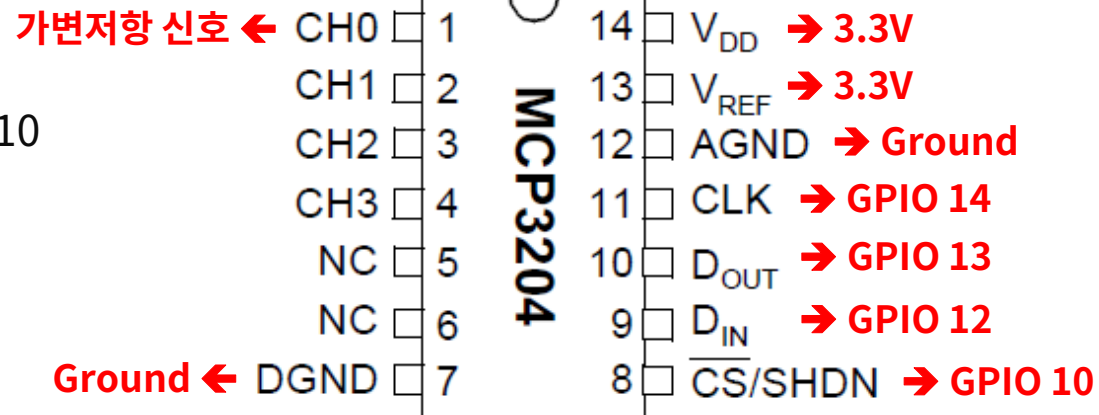 가변저항 신호 🡸 CH0 1 14 VDD 🡺 3.3V
CH1 2 13 VREF 🡺 3.3V
10
CH2 3 12 AGND 🡺 Ground
CH3 4 11 CLK 🡺 GPIO 14
NC 5 10 DOUT 🡺 GPIO 13
NC 6 9 DIN 🡺 GPIO 12
Ground 🡸 DGND 7 8 C̅S̅/SHDN 🡺 GPIO 10
MCP3204